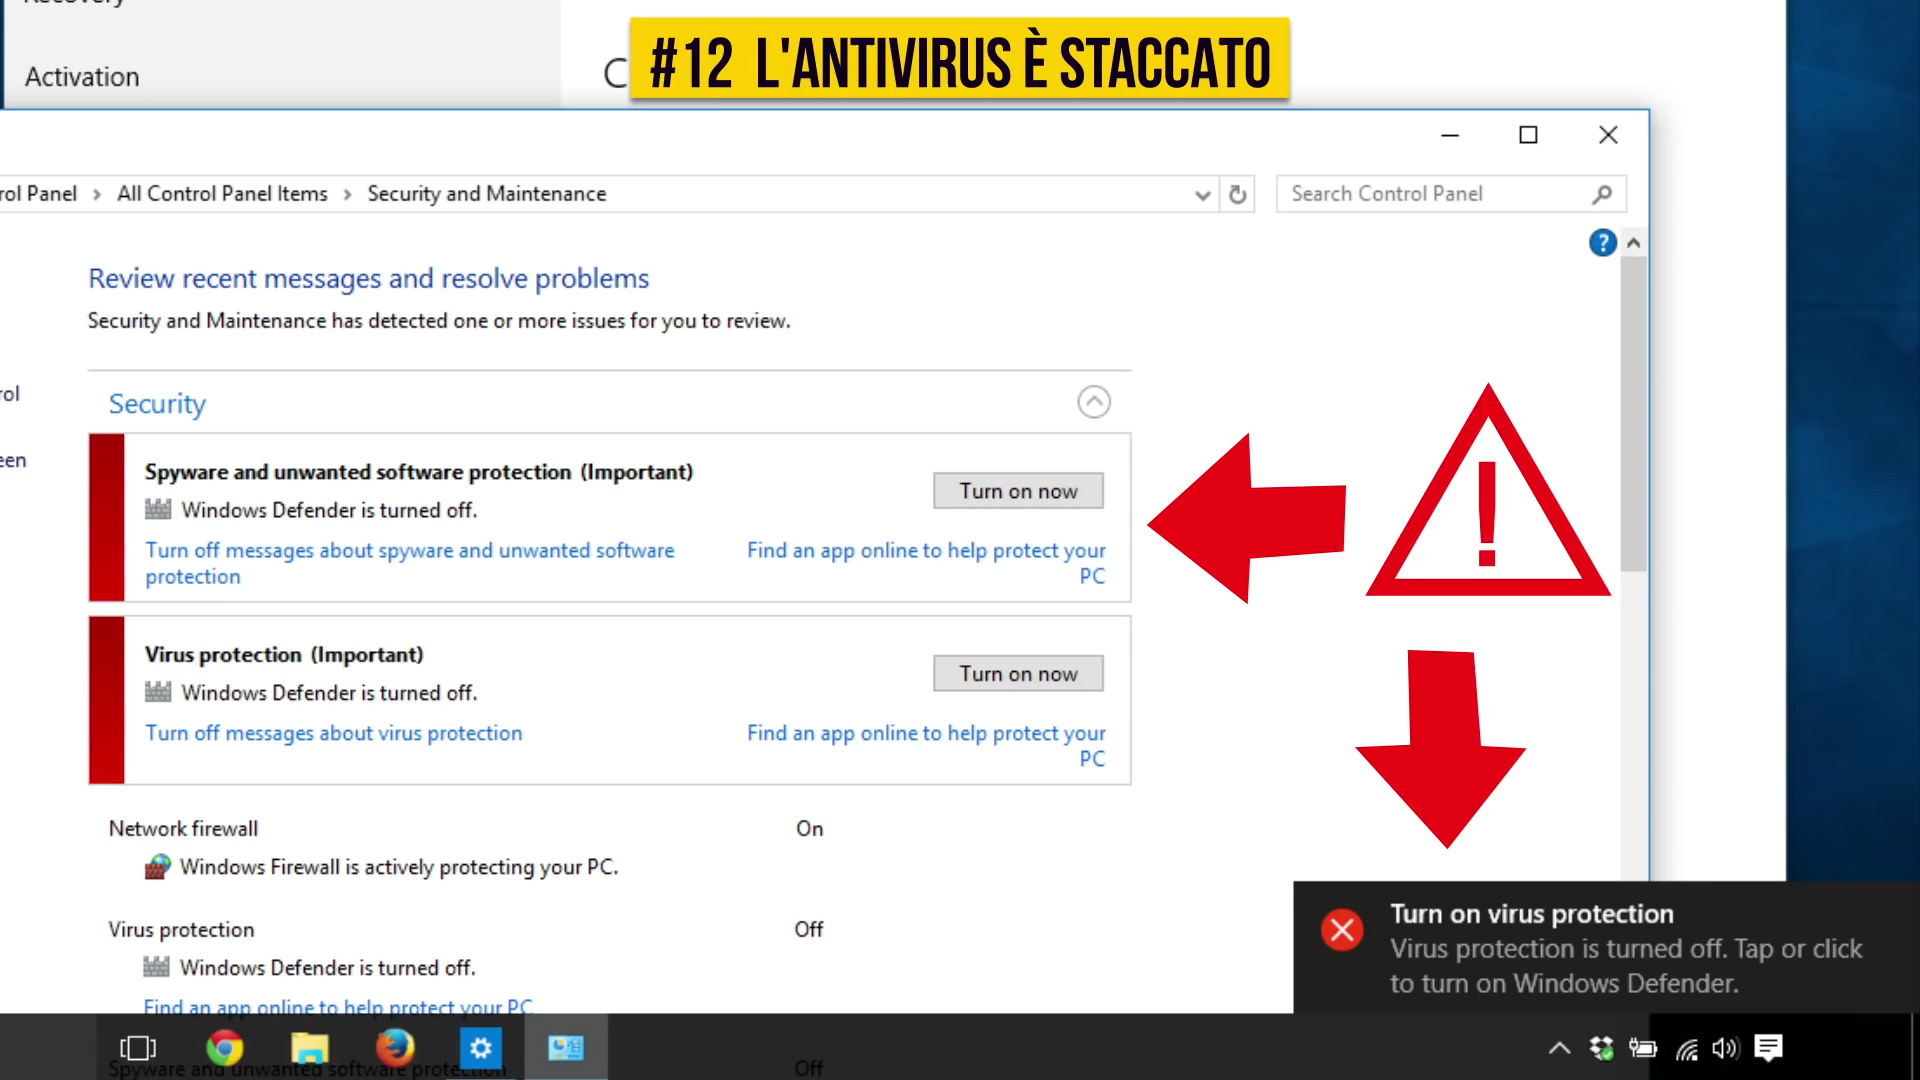 Recovery
Activation
#12 L'ANTIVIRUS È STACCATO
rol Panel > All Control Panel Items > Security and Maintenance
Search Control Panel
?
Review recent messages and resolve problems
Security and Maintenance has detected one or more issues for you to review.
rol
een
Security
Spyware and unwanted software protection (Important)
Windows Defender is turned off.
Turn on now
Turn off messages about spyware and unwanted software
protection
Find an app online to help protect your
PC
!
Virus protection (Important)
Windows Defender is turned off.
Turn on now
Turn off messages about virus protection
Find an app online to help protect your
PC
Network firewall On
Windows Firewall is actively protecting your PC.
Virus protection Off
Windows Defender is turned off.
Find an app online to help protect your PC
Turn on virus protection
Virus protection is turned off. Tap or click
to turn on Windows Defender.
Spyware and unwanted software protection Off